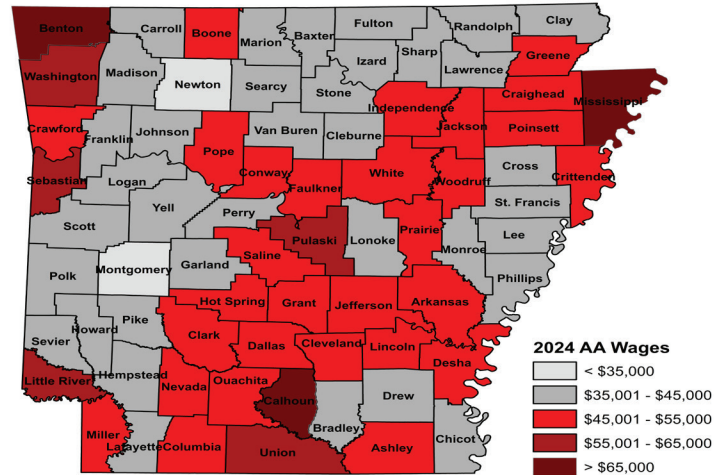 Benton
Carroll
Boone
Marion
Baxter
Fulton
Randolph
Clay
Washington
Madison
Newton
Searcy
Stone
Izard
Sharp
Lawrence
Greene
Crawford
Franklin
Johnson
Pope
Van Buren
Cleburne
Independence
Jackson
Craighead
Mississippi
Poinsett
Sebastian
Logan
Conway
Faulkner
White
Woodruff
Cross
Crittenden
Scott
Yell
Perry
Pulaski
Lonoke
Prairie
Monroe
St. Francis
Lee
Phillips
Polk
Montgomery
Garland
Saline
Hot Spring
Grant
Jefferson
Arkansas
Sevier
Howard
Pike
Clark
Dallas
Cleveland
Lincoln
Desha
Little River
Hempstead
Nevada
Ouachita
Calhoun
Bradley
Drew
Chicot
Miller
Lafayette
Columbia
Union
Ashley
2024 AA Wages
< $35,000
$35,001 - $45,000
$45,001 - $55,000
$55,001 - $65,000
> $65,000